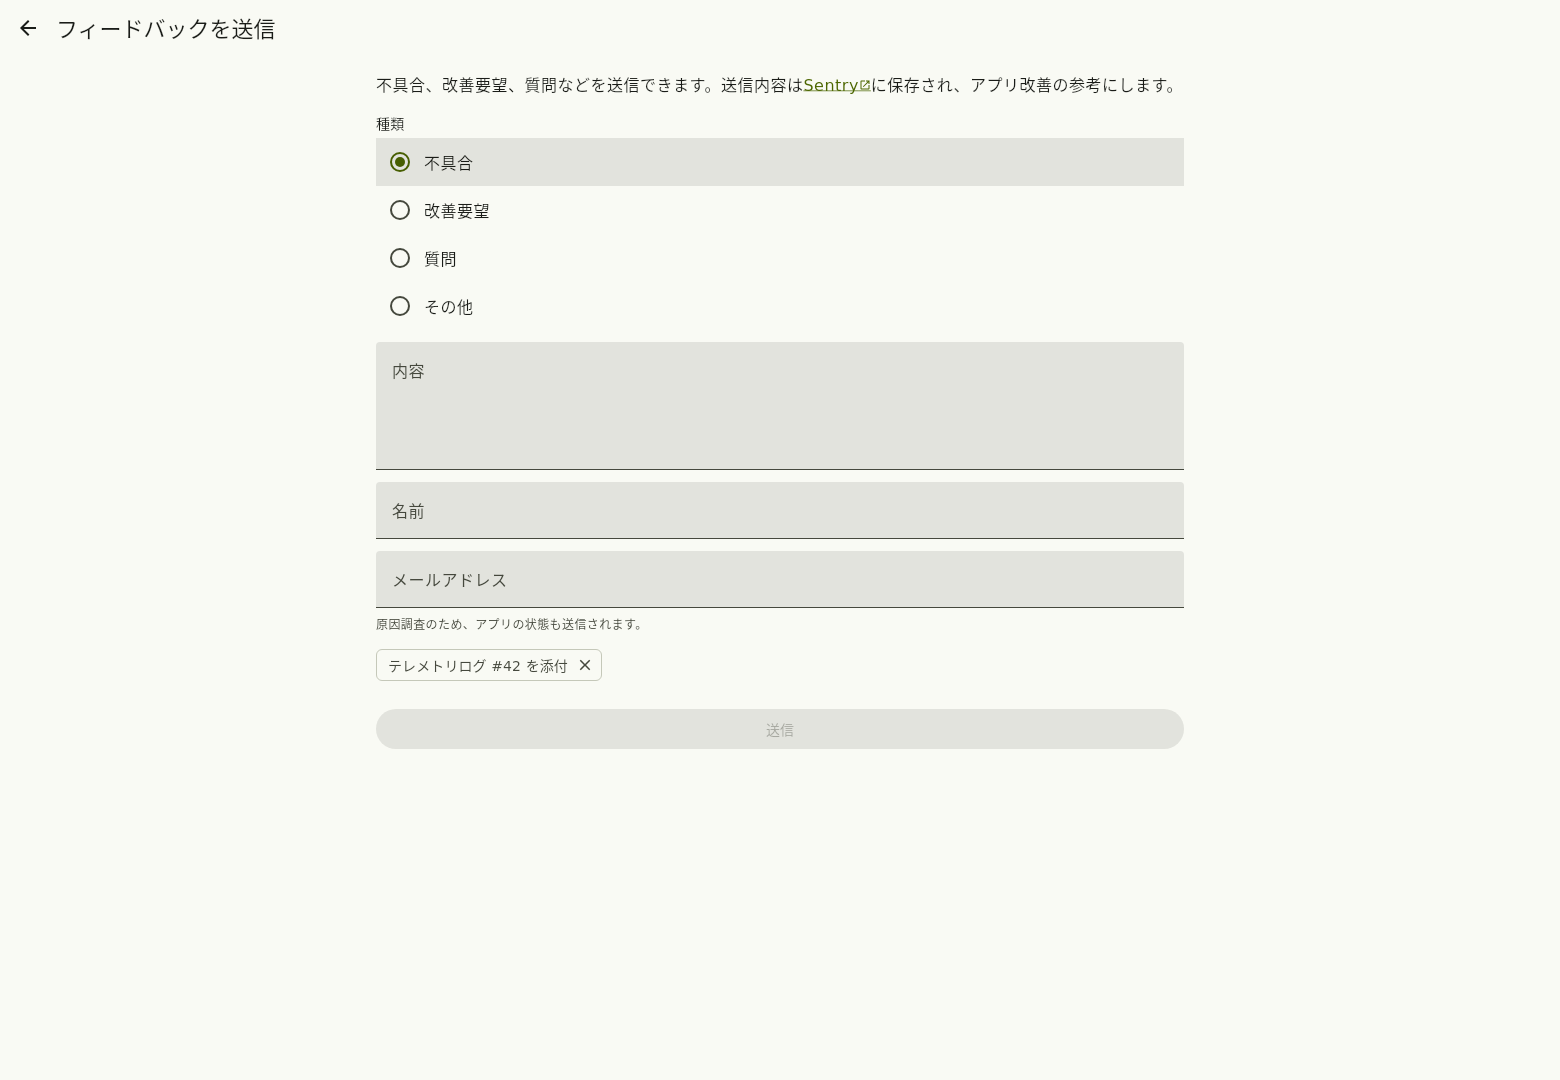 フィードバックを送信
不具合、改善要望、質問などを送信できます。送信内容はSentryに保存され、アプリ改善の参考にします。
種類
不具合
改善要望
質問
その他
内容
名前
メールアドレス
原因調査のため、アプリの状態も送信されます。
テレメトリログ #42 を添付
送信